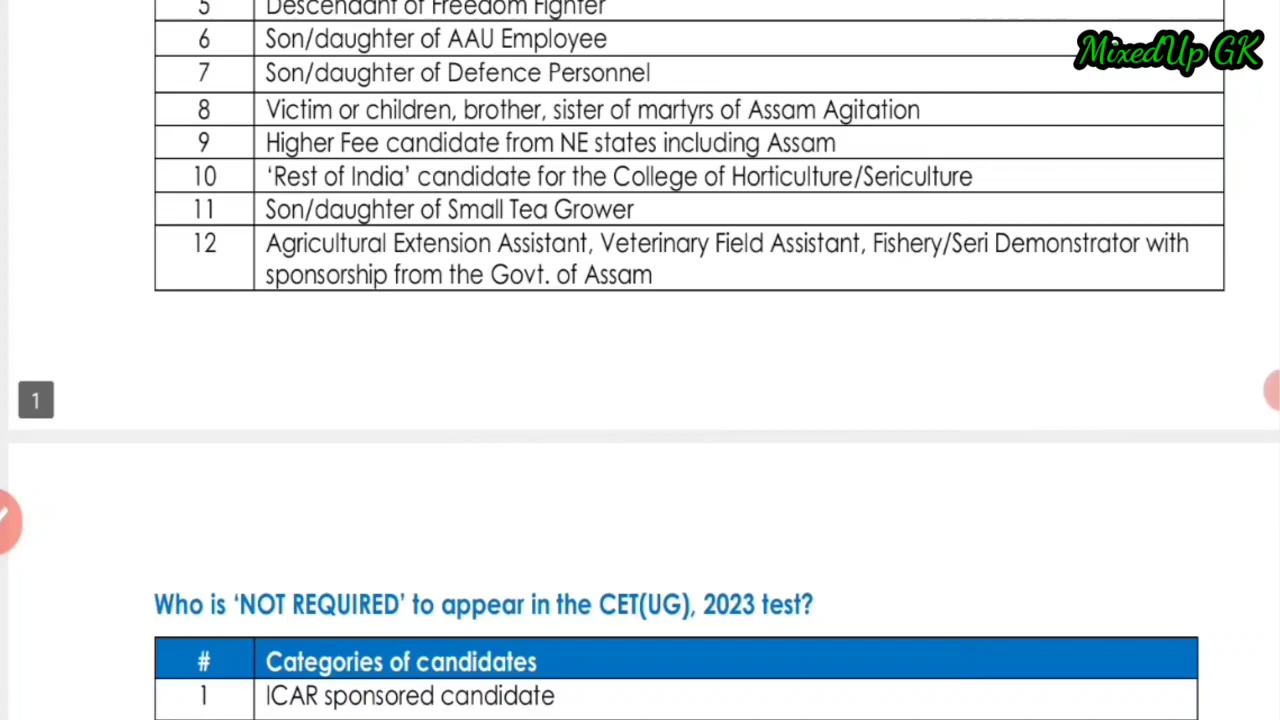 5 Descendant of Freedom Fighter
MixedUp GK
6 Son/daughter of AAU Employee
7 Son/daughter of Defence Personnel
8 Victim or children, brother, sister of martyrs of Assam Agitation
9 Higher Fee candidate from NE states including Assam
10 ‘Rest of India’ candidate for the College of Horticulture/Sericulture
11 Son/daughter of Small Tea Grower
12 Agricultural Extension Assistant, Veterinary Field Assistant, Fishery/Seri Demonstrator with
sponsorship from the Govt. of Assam
1
Who is ‘NOT REQUIRED’ to appear in the CET(UG), 2023 test?
# Categories of candidates
1 ICAR sponsored candidate